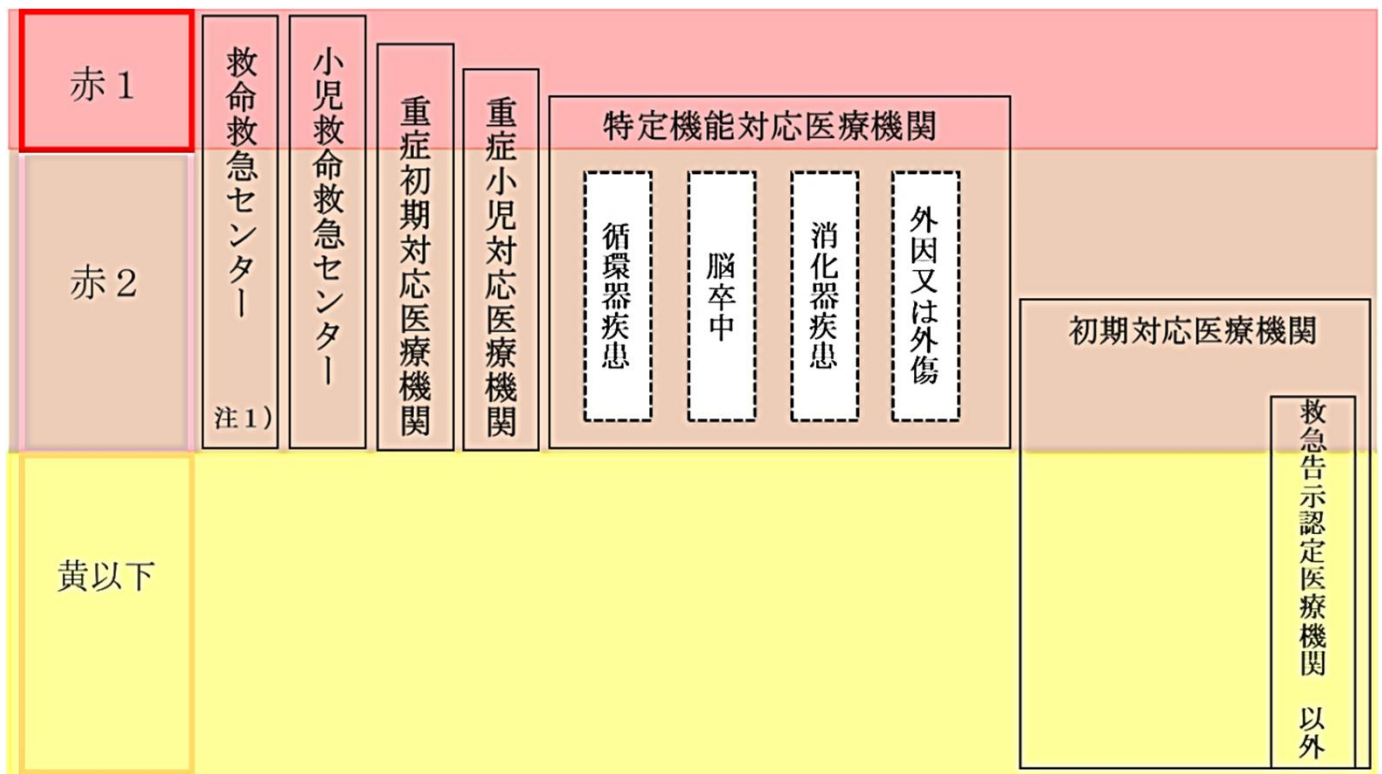 赤１
赤２
黄以下
救命救急センター
注１）
小児救命救急センター
重症初期対応医療機関
重症小児対応医療機関
特定機能対応医療機関
循環器疾患
脳卒中
消化器疾患
外因又は外傷
初期対応医療機関
救急告示認定医療機関　以外